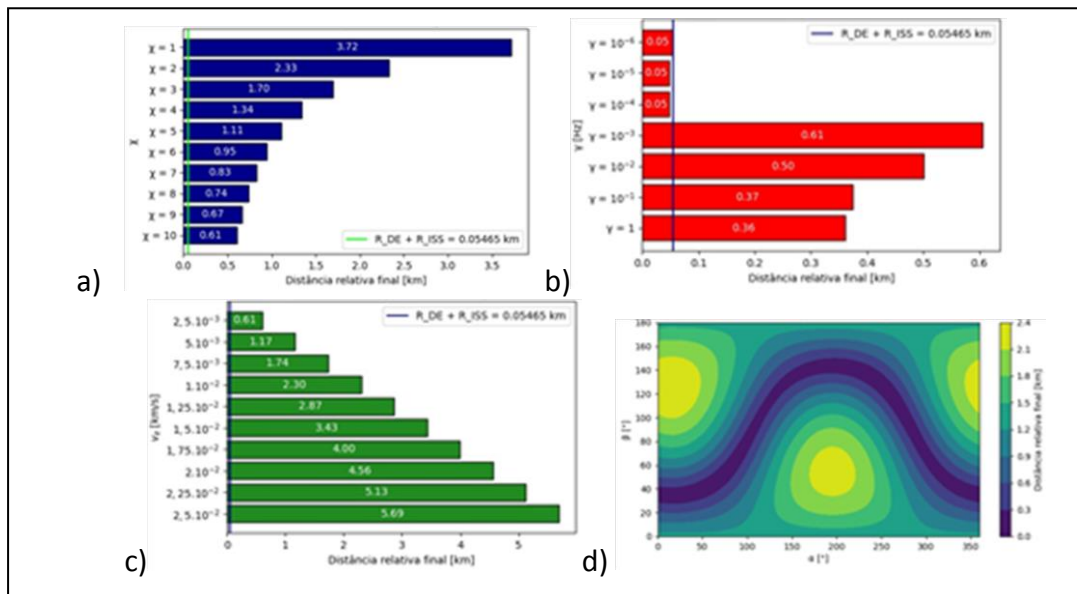 a)
χ = 1
χ = 2
χ = 3
χ = 4
χ = 5
χ = 6
χ = 7
χ = 8
χ = 9
χ = 10
χ
3.72
2.33
1.70
1.34
1.11
0.95
0.83
0.74
0.67
0.61
R_DE + R_ISS = 0.05465 km
0.0 0.5 1.0 1.5 2.0 2.5 3.0 3.5
Distância relativa final [km]
b)
γ = 10⁻⁶
γ = 10⁻⁵
γ = 10⁻⁴
γ = 10⁻³
γ = 10⁻²
γ = 10⁻¹
γ = 1
γ [Hz]
0.05
0.05
0.05
0.61
0.50
0.37
0.36
R_DE + R_ISS = 0.05465 km
0.0 0.1 0.2 0.3 0.4 0.5 0.6
Distância relativa final [km]
c)
2,5.10⁻³
5.10⁻³
7,5.10⁻³
1.10⁻²
1,25.10⁻²
1,5.10⁻²
1,75.10⁻²
2.10⁻²
2,25.10⁻²
2,5.10⁻²
[km/s]
0.61
1.17
1.74
2.30
2.87
3.43
4.00
4.56
5.13
5.69
R_DE + R_ISS = 0.05465 km
0 1 2 3 4 5
Distância relativa final [km]
d)
180
160
140
120
100
80
60
40
20
0
β [°]
0 50 100 150 200 250 300 350
α [°]
2.4
2.1
1.8
1.5
1.2
0.9
0.6
0.3
0.0
Distância relativa final [km]